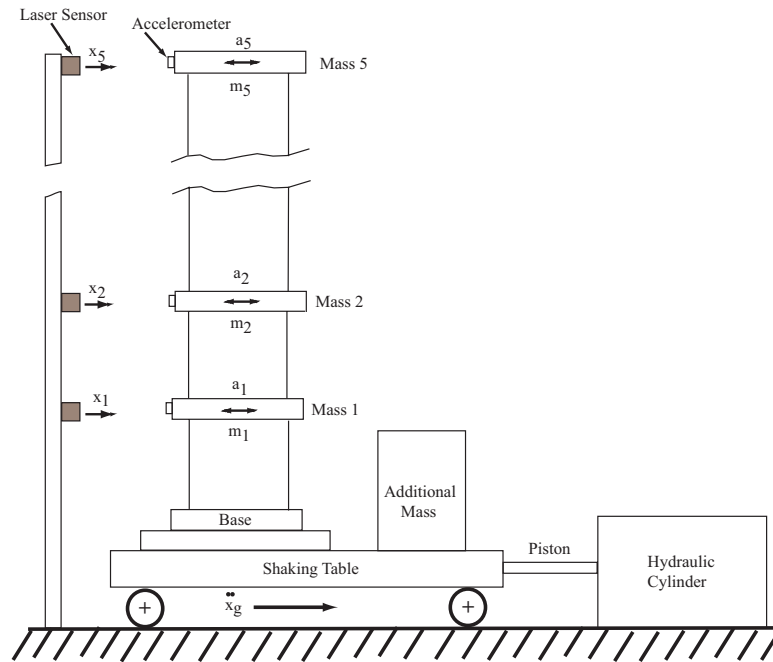 Laser Sensor
Accelerometer
x5
a5
Mass 5
m5
x2
a2
Mass 2
m2
x1
a1
Mass 1
m1
Additional
Mass
Base
Piston
Shaking Table
Hydraulic
Cylinder
+
ẍg
+